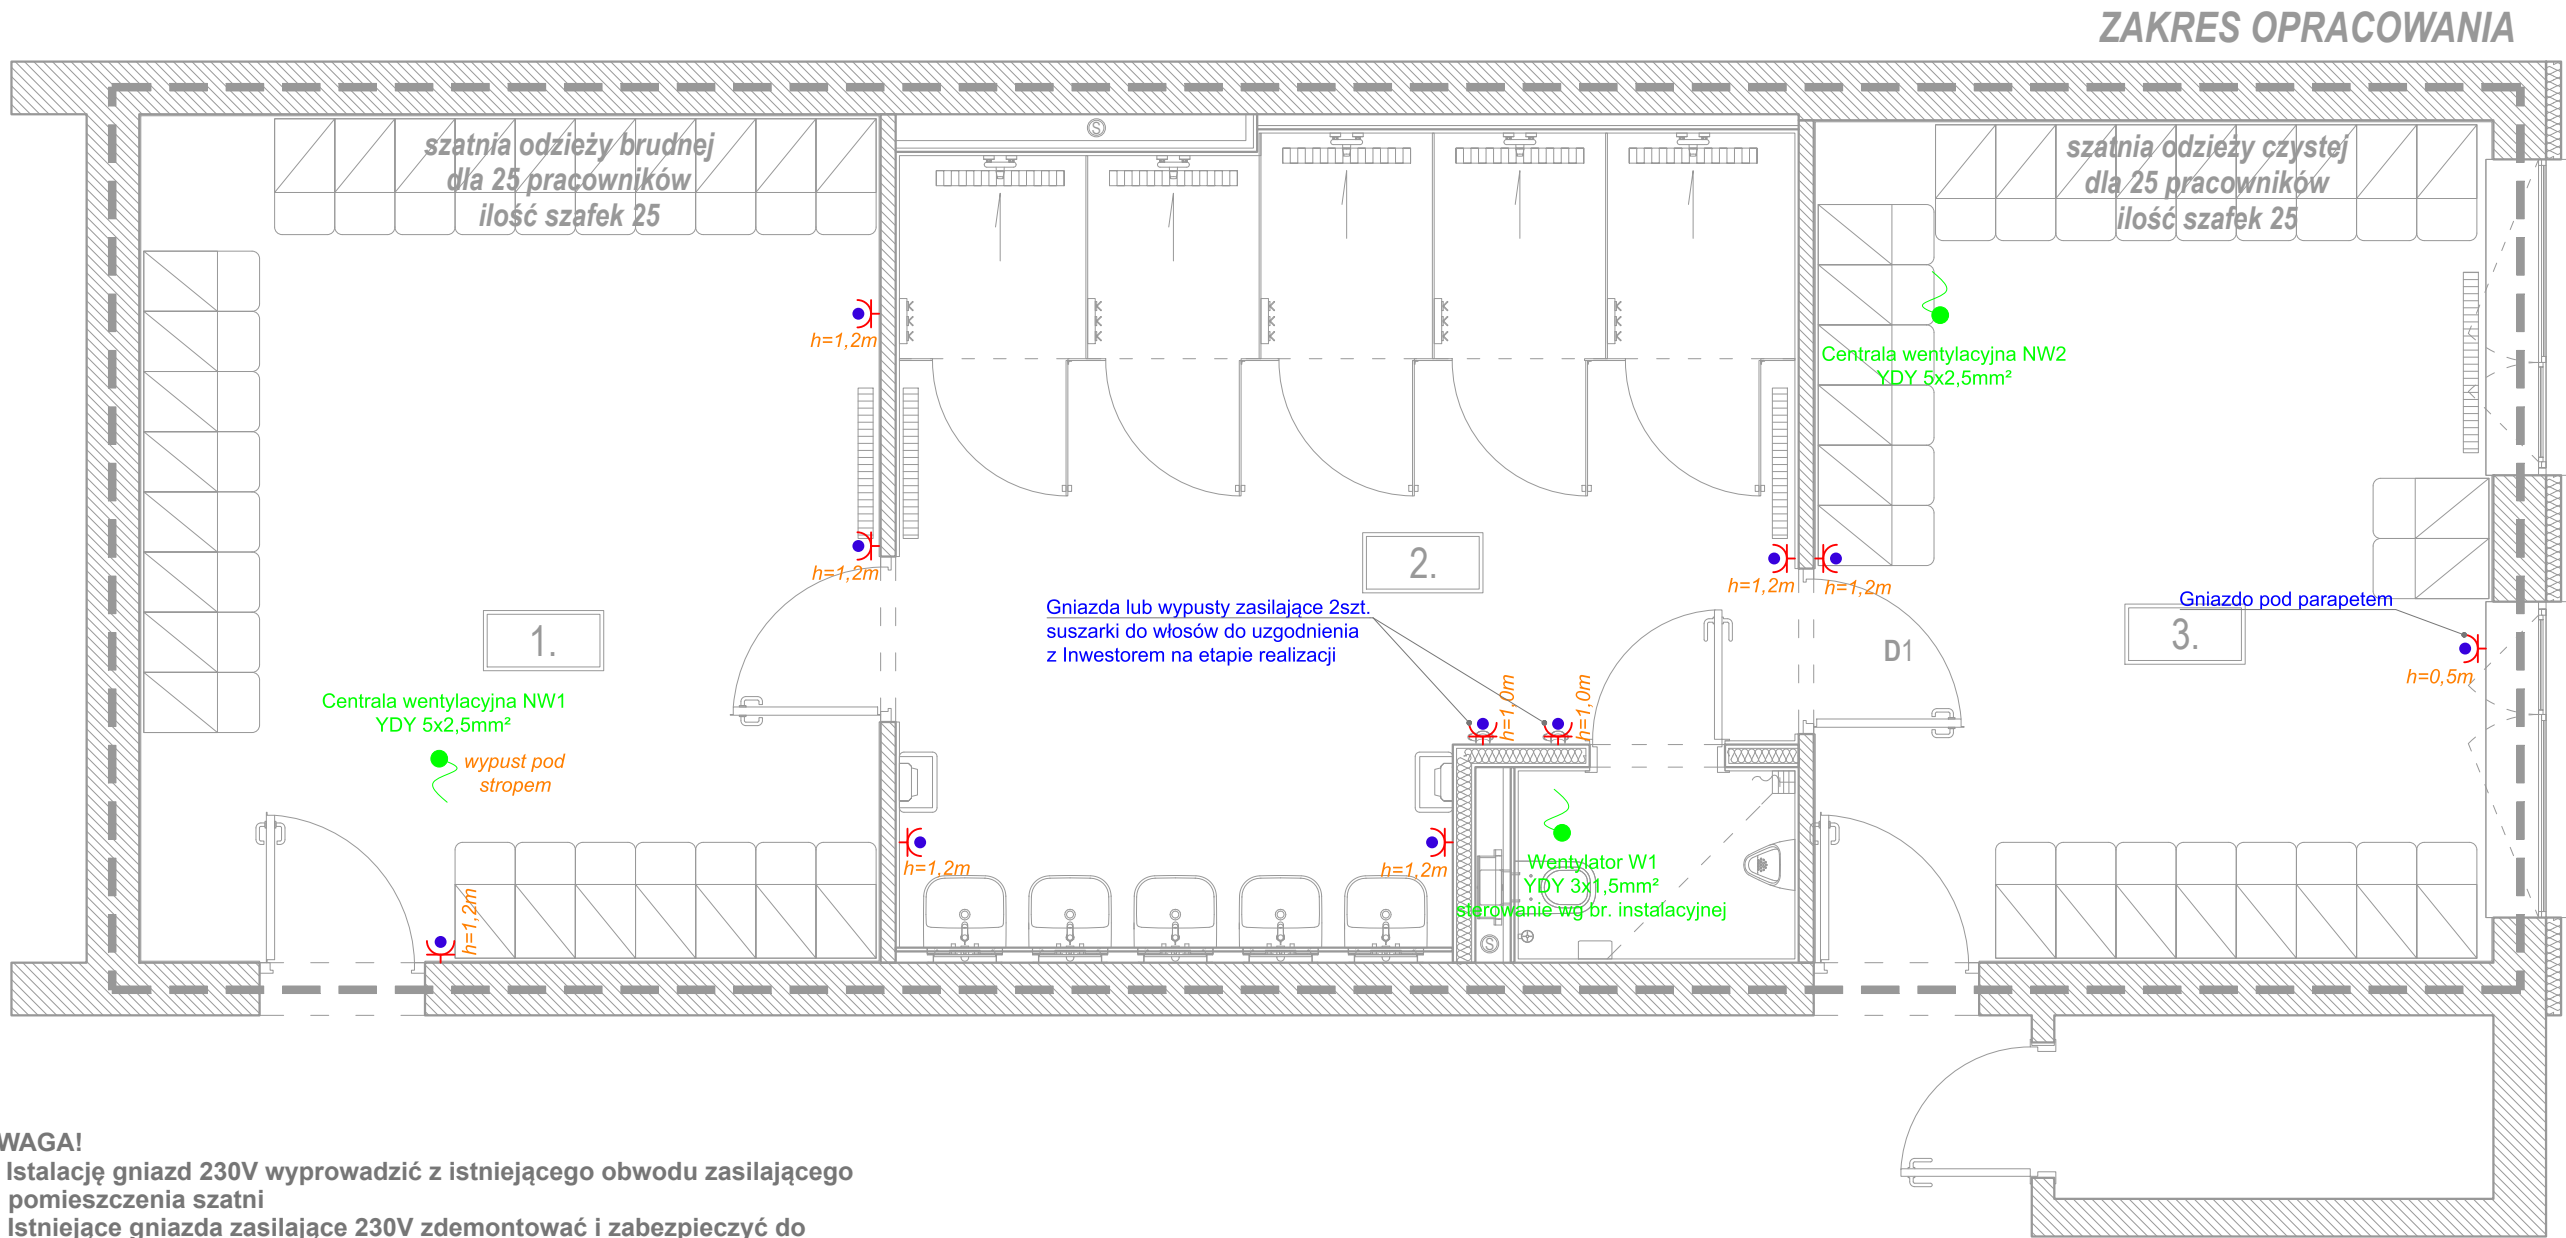 ZAKRES OPRACOWANIA
szatnia odzieży brudnej
dla 25 pracowników
ilość szafek 25
szatnia odzieży czystej
dla 25 pracowników
ilość szafek 25
S
h=1,2m
Centrala wentylacyjna NW2
YDY 5x2,5mm²
h=1,2m
2.
h=1,2m
h=1,2m
Gniazda lub wypusty zasilające 2szt.
suszarki do włosów do uzgodnienia
z Inwestorem na etapie realizacji
Gniazdo pod parapetem
1.
D1
3.
h=0,5m
Centrala wentylacyjna NW1
YDY 5x2,5mm²
h=1,0m
h=1,0m
wypust pod
stropem
h=1,2m
h=1,2m
Wentylator W1
YDY 3x1,5mm²
sterowanie wg br. instalacyjnej
h=1,2m
S
WAGA!
Istalację gniazd 230V wyprowadzić z istniejącego obwodu zasilającego
pomieszczenia szatni
Istniejące gniazda zasilające 230V zdemontować i zabezpieczyć do